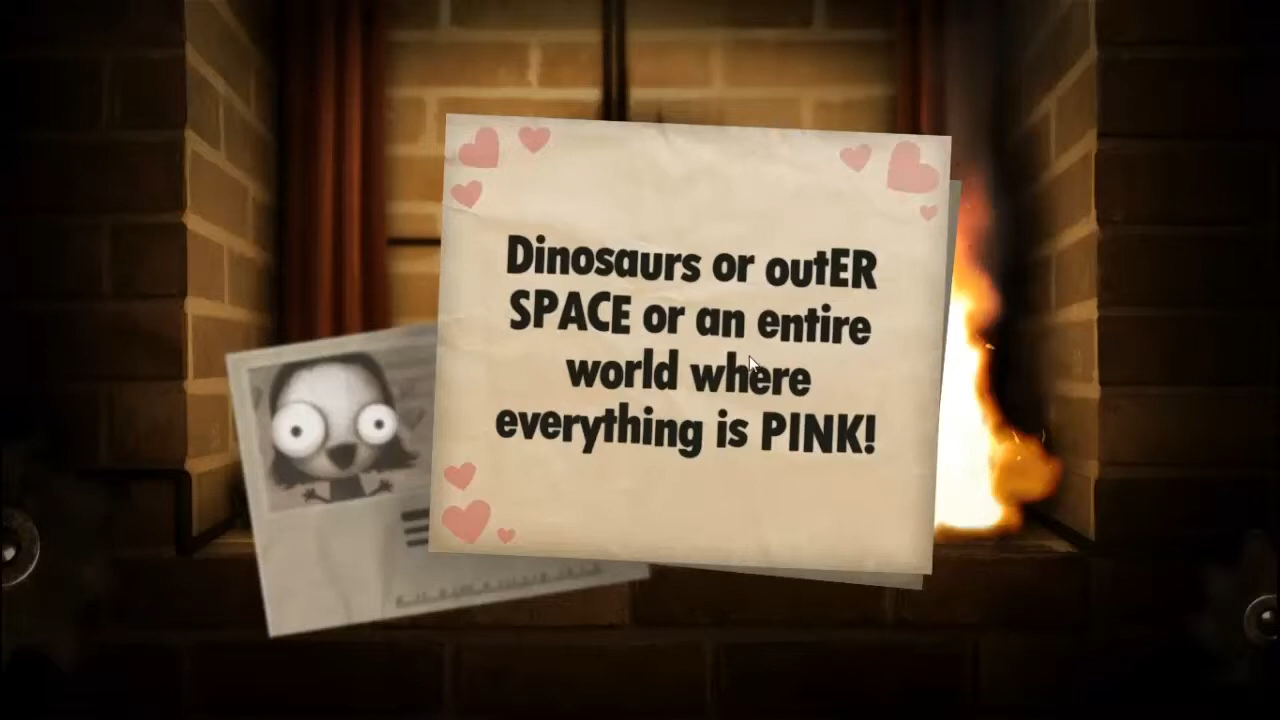 Dinosaurs or outER
SPACE or an entire
world where
everything is PINK!